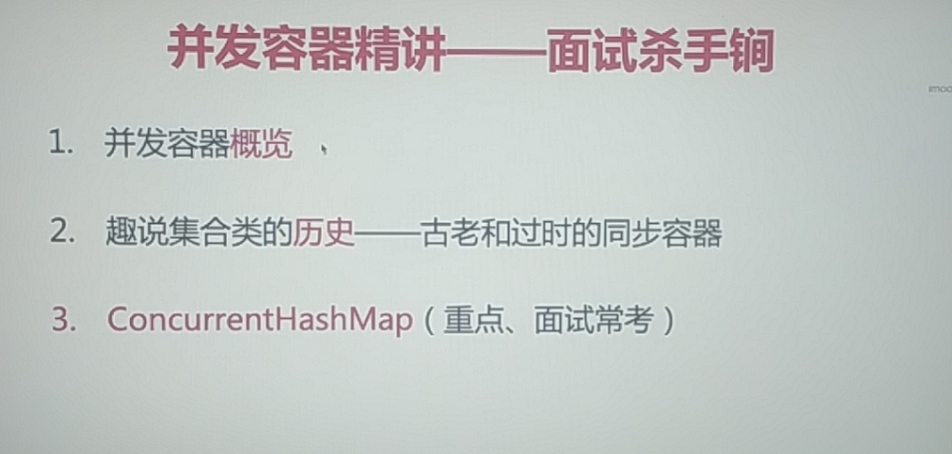 并发容器精讲——面试杀手锏
imoc
1. 并发容器概览
2. 趣说集合类的历史——古老和过时的同步容器
3. ConcurrentHashMap（重点、面试常考）